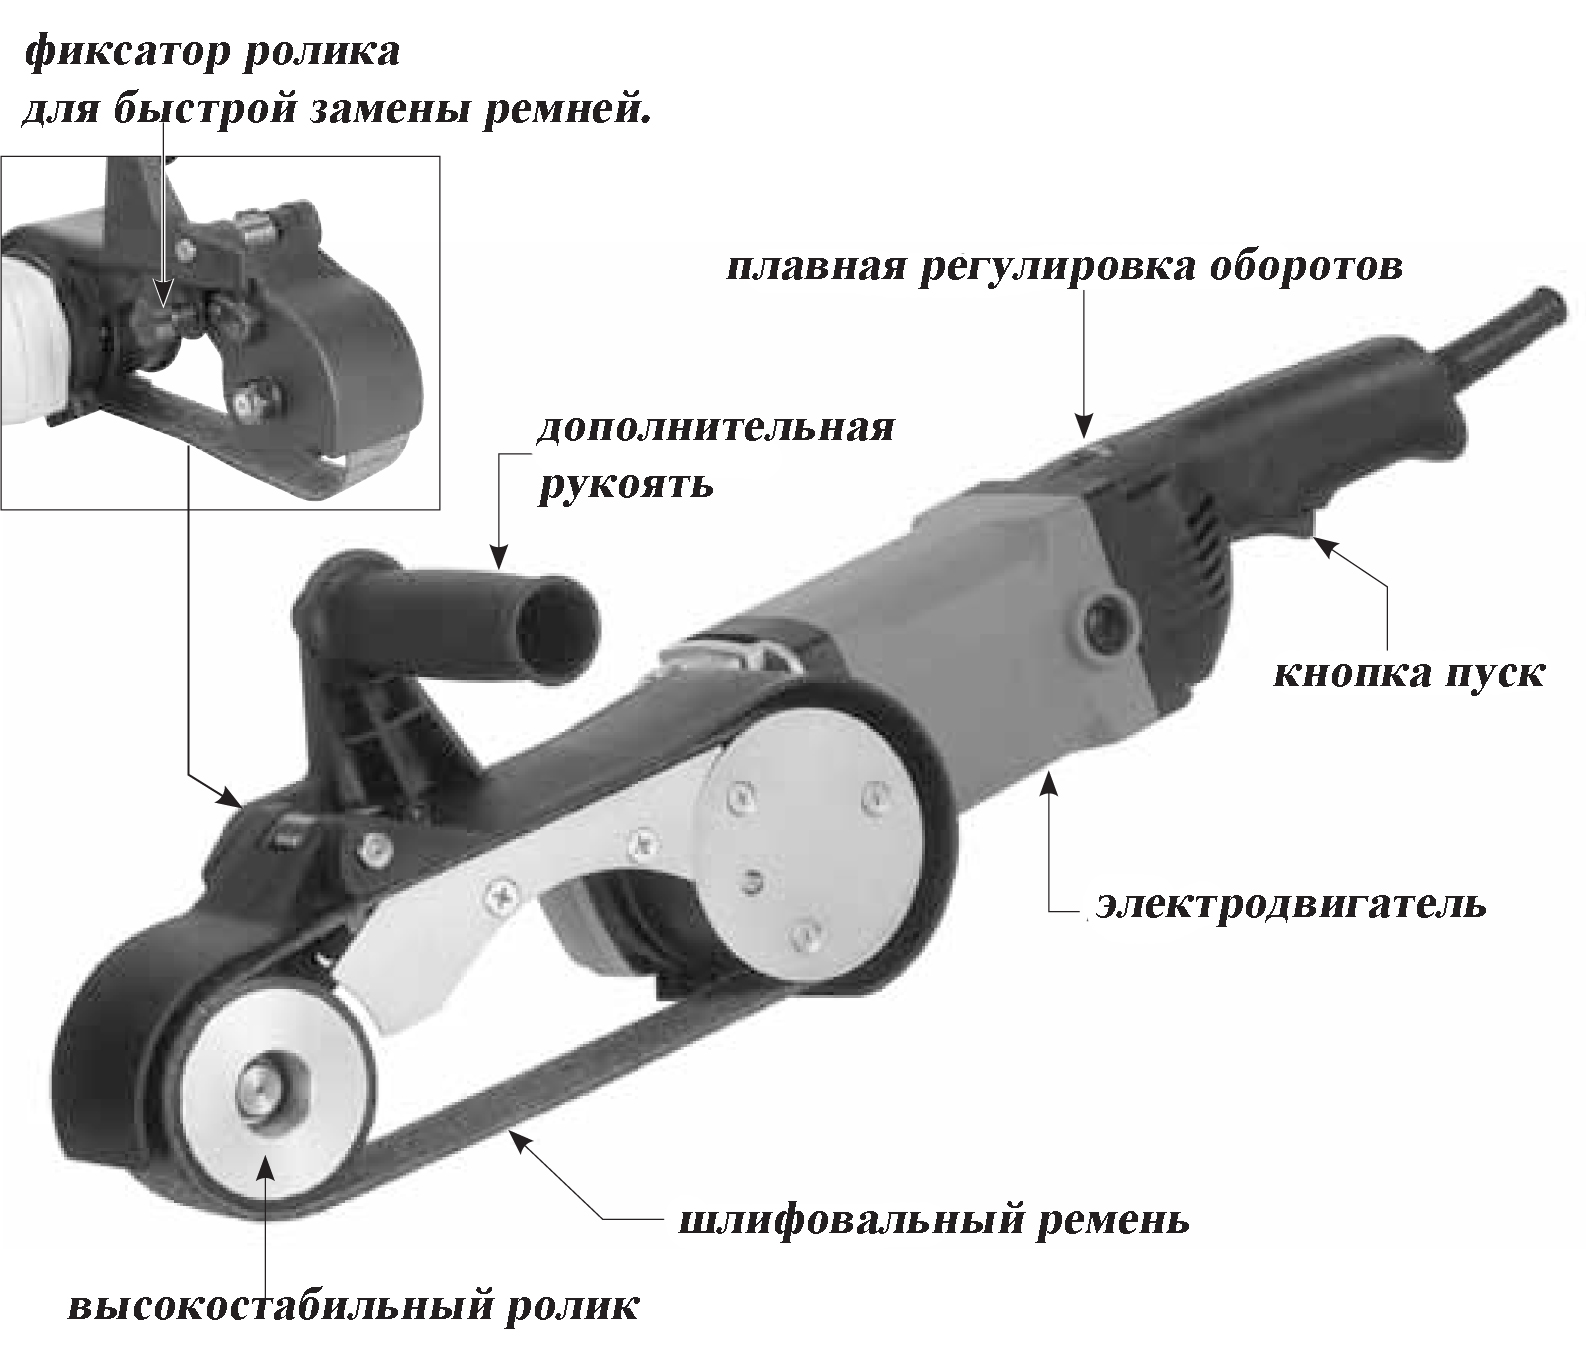 фиксатор ролика
для быстрой замены ремней.
плавная регулировка оборотов
дополнительная
рукоять
кнопка пуск
электродвигатель
шлифовальный ремень
высокостабильный ролик